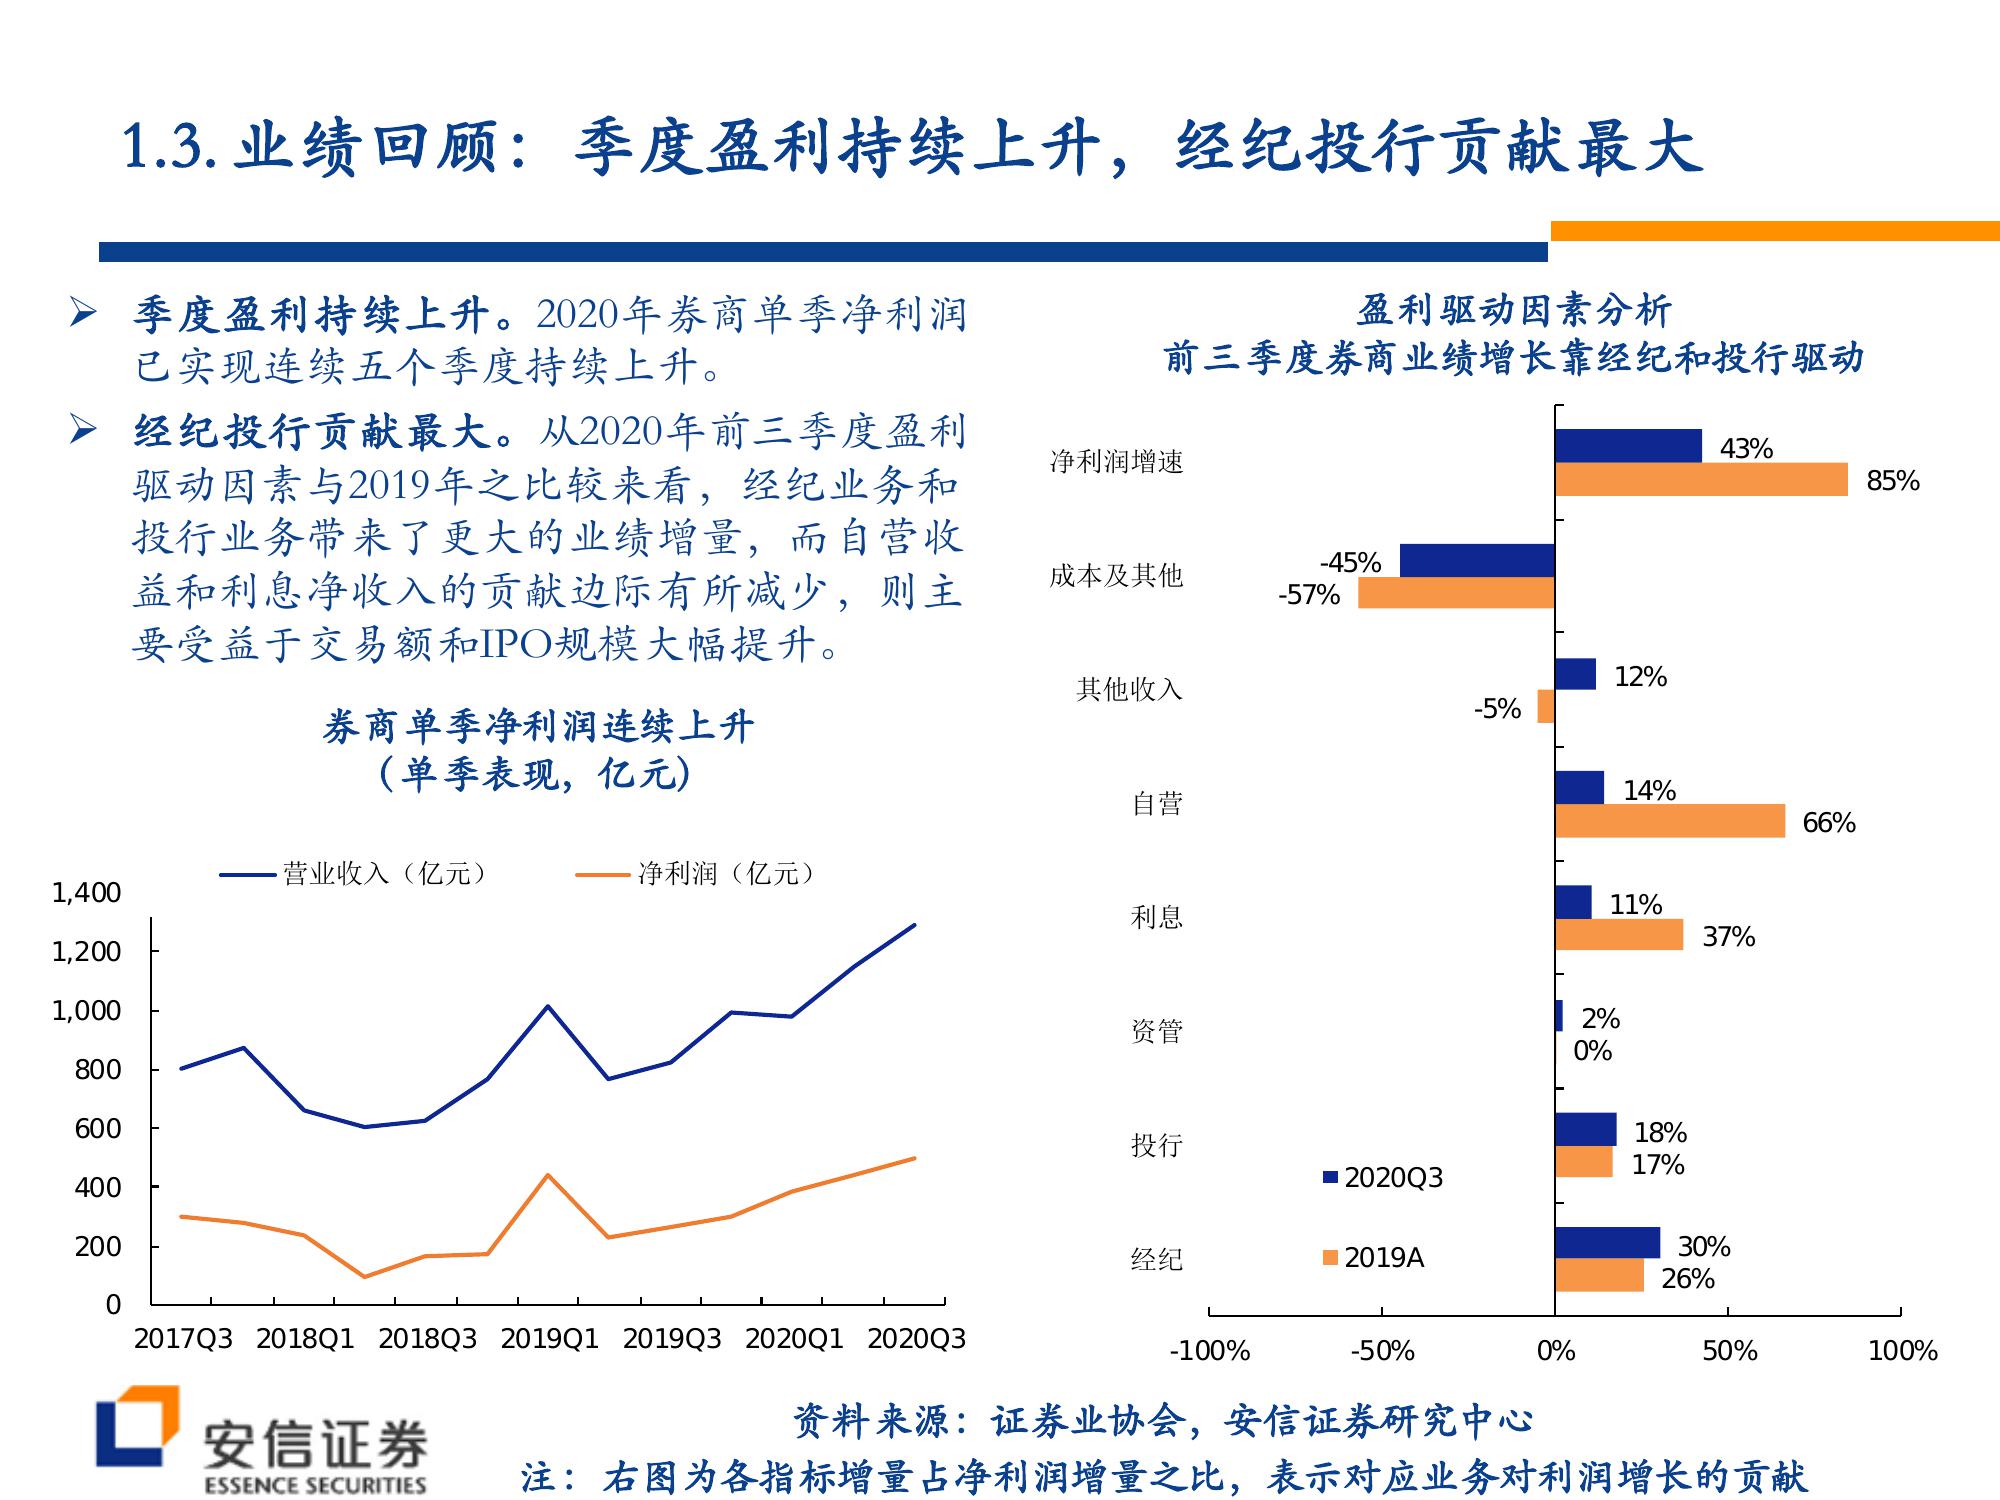 1.3.业绩回顾：季度盈利持续上升，经纪投行贡献最大
季度盈利持续上升。2020年券商单季净利润
已实现连续五个季度持续上升。
经纪投行贡献最大。从2020年前三季度盈利
驱动因素与2019年之比较来看，经纪业务和
投行业务带来了更大的业绩增量，而自营收
益和利息净收入的贡献边际有所减少，则主
要受益于交易额和IPO规模大幅提升。
券商单季净利润连续上升
（单季表现，亿元)
营业收入（亿元）
净利润（亿元）
1,400
1,200
1,000
800
600
400
200
0
2017Q3
2018Q1
2018Q3
2019Q1
2019Q3
2020Q1
2020Q3
盈利驱动因素分析
前三季度券商业绩增长靠经纪和投行驱动
净利润增速
43%
85%
成本及其他
-45%
-57%
其他收入
12%
-5%
自营
14%
66%
利息
11%
37%
资管
2%
0%
投行
18%
17%
经纪
30%
26%
2020Q3
2019A
-100%
-50%
0%
50%
100%
安信证券
ESSENCE SECURITIES
资料来源：证券业协会，安信证券研究中心
注：右图为各指标增量占净利润增量之比，表示对应业务对利润增长的贡献